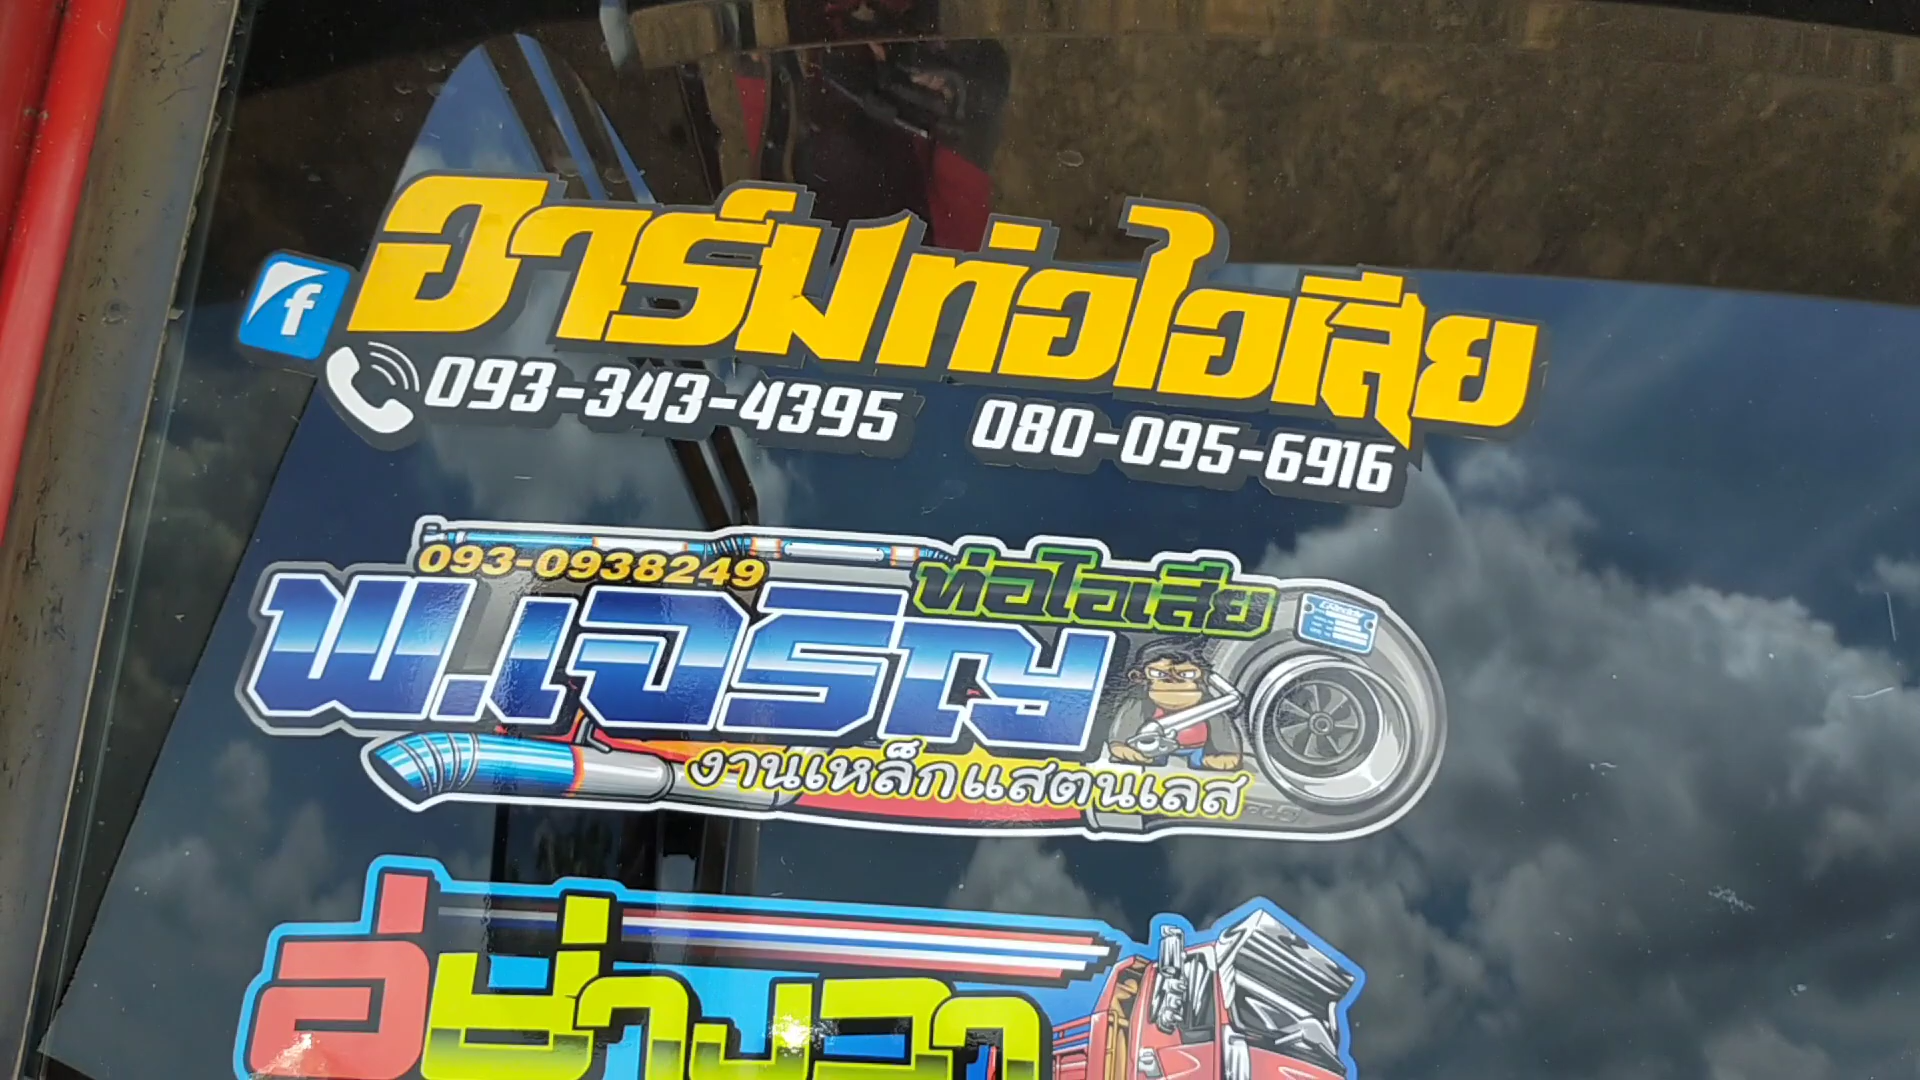 อาร์มท่อไอเสีย
093-343-4395 080-095-6916
093-0938249
ท่อไอเสีย
พ.เจริญ
GReddy
งานเหล็กแสตนเลส